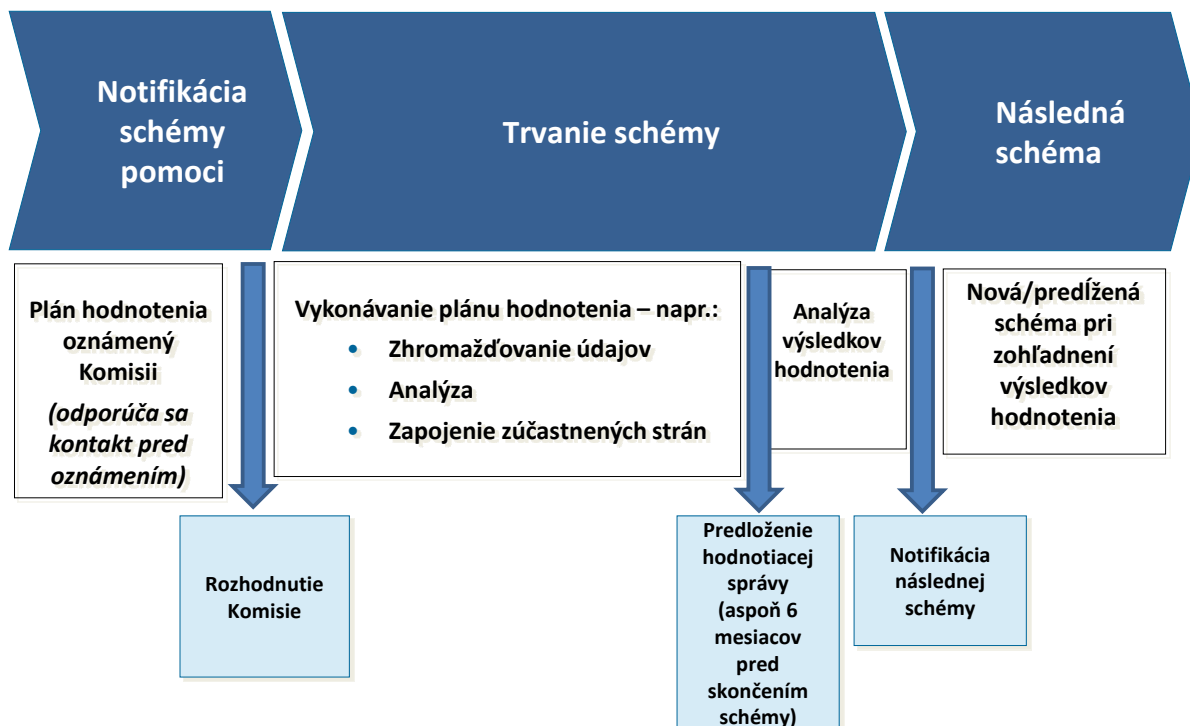 Notifikácia
schémy
pomoci
Trvanie schémy
Následná
schéma
Plán hodnotenia
oznámený
Komisii
(odporúča sa
kontakt pred
oznámením)
Vykonávanie plánu hodnotenia – napr.:
• Zhromažďovanie údajov
• Analýza
• Zapojenie zúčastnených strán
Analýza
výsledkov
hodnotenia
Nová/predĺžená
schéma pri
zohľadnení
výsledkov
hodnotenia
Rozhodnutie
Komisie
Predloženie
hodnotiacej
správy
(aspoň 6
mesiacov
pred
skončením
schémy)
Notifikácia
následnej
schémy